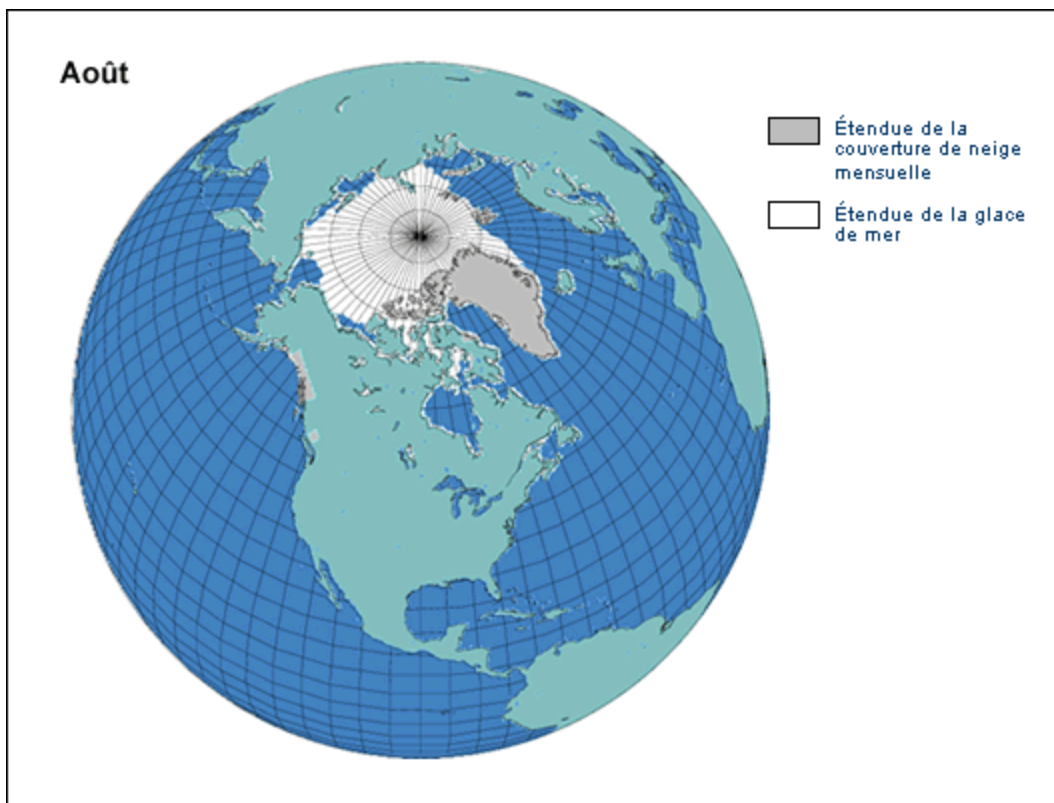 Août
Étendue de la
couverture de neige
mensuelle
Étendue de la glace
de mer